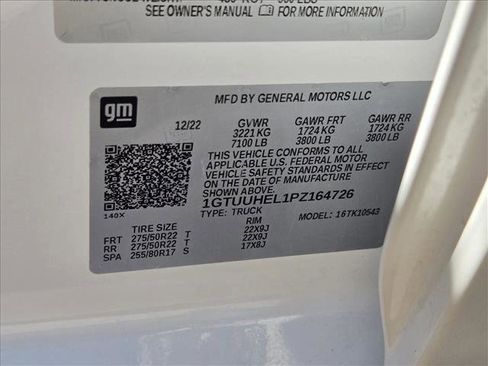 SEE OWNER'S MANUAL FOR MORE INFORMATION
gm
MFD BY GENERAL MOTORS LLC
12/22 GVWR GAWR FRT GAWR RR
3221 KG 1724 KG 1724 KG
7100 LB 3800 LB 3800 LB
THIS VEHICLE CONFORMS TO ALL
APPLICABLE U.S. FEDERAL MOTOR
VEHICLE SAFETY STANDARDS IN EFFECT
ON THE DATE OF MANUFACTURE SHOWN ABOVE.
1GTUUHEL1PZ164726
140X TYPE: TRUCK MODEL: 16TK10543
TIRE SIZE RIM
FRT 275/50R22 T 22X9J
RR 275/50R22 T 22X9J
SPA 255/80R17 S 17X8J